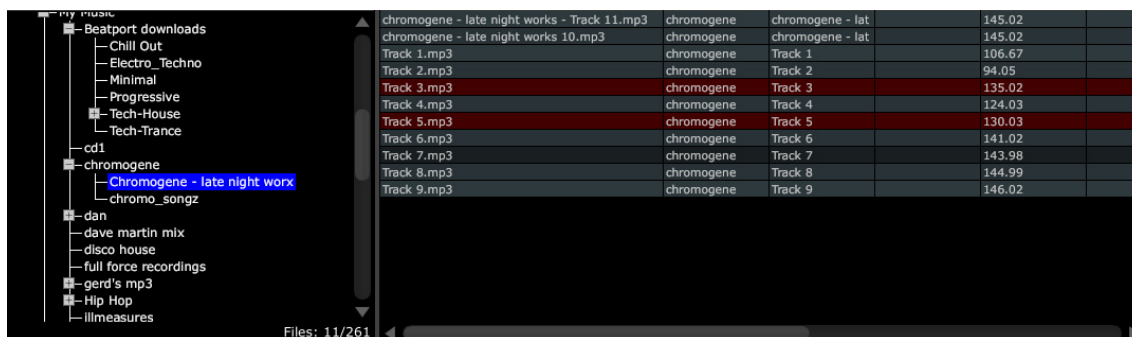 My Music
Beatport downloads
Chill Out
Electro_Techno
Minimal
Progressive
Tech-House
Tech-Trance
cd1
chromogene
Chromogene - late night worx
chromo_songz
dan
dave martin mix
disco house
full force recordings
gerd's mp3
Hip Hop
illmeasures
Files: 11/261
chromogene - late night works - Track 11.mp3 chromogene chromogene - lat 145.02
chromogene - late night works 10.mp3 chromogene chromogene - lat 145.02
Track 1.mp3 chromogene Track 1 106.67
Track 2.mp3 chromogene Track 2 94.05
Track 3.mp3 chromogene Track 3 135.02
Track 4.mp3 chromogene Track 4 124.03
Track 5.mp3 chromogene Track 5 130.03
Track 6.mp3 chromogene Track 6 141.02
Track 7.mp3 chromogene Track 7 143.98
Track 8.mp3 chromogene Track 8 144.99
Track 9.mp3 chromogene Track 9 146.02